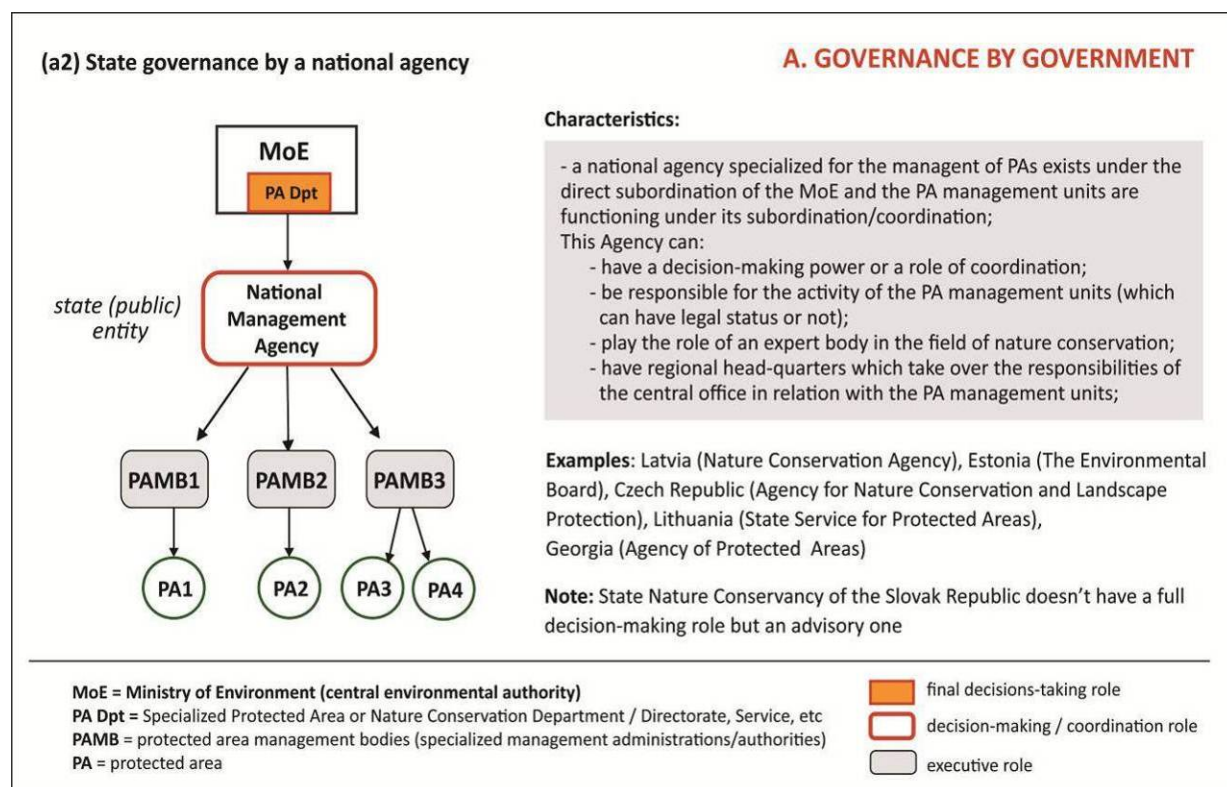 (a2) State governance by a national agency
A. GOVERNANCE BY GOVERNMENT
MoE
PA Dpt
state (public)
entity
National
Management
Agency
PAMB1
PAMB2
PAMB3
PA1
PA2
PA3
PA4
Characteristics:
- a national agency specialized for the managent of PAs exists under the
direct subordination of the MoE and the PA management units are
functioning under its subordination/coordination;
This Agency can:
- have a decision-making power or a role of coordination;
- be responsible for the activity of the PA management units (which
can have legal status or not);
- play the role of an expert body in the field of nature conservation;
- have regional head-quarters which take over the responsibilities of
the central office in relation with the PA management units;
Examples: Latvia (Nature Conservation Agency), Estonia (The Environmental
Board), Czech Republic (Agency for Nature Conservation and Landscape
Protection), Lithuania (State Service for Protected Areas),
Georgia (Agency of Protected Areas)
Note: State Nature Conservancy of the Slovak Republic doesn't have a full
decision-making role but an advisory one
MoE = Ministry of Environment (central environmental authority)
PA Dpt = Specialized Protected Area or Nature Conservation Department / Directorate, Service, etc
PAMB = protected area management bodies (specialized management administrations/authorities)
PA = protected area
final decisions-taking role
decision-making / coordination role
executive role